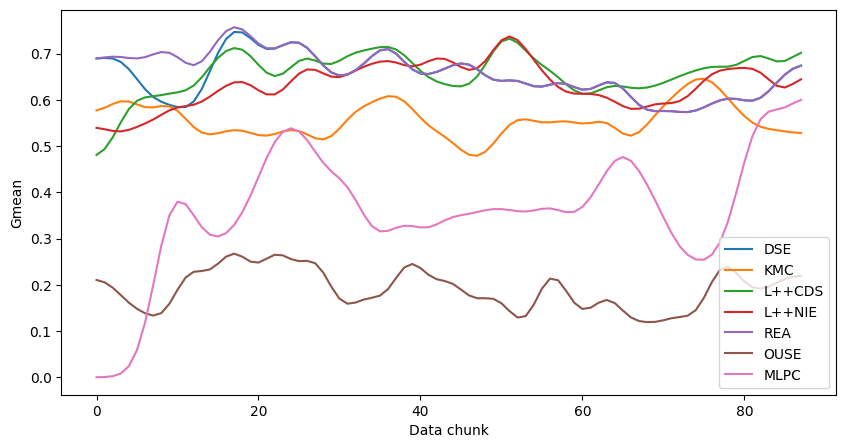 Gmean
0.7
0.6
0.5
0.4
0.3
0.2
0.1
0.0
0 20 40 60 80
Data chunk
DSE
KMC
L++CDS
L++NIE
REA
OUSE
MLPC